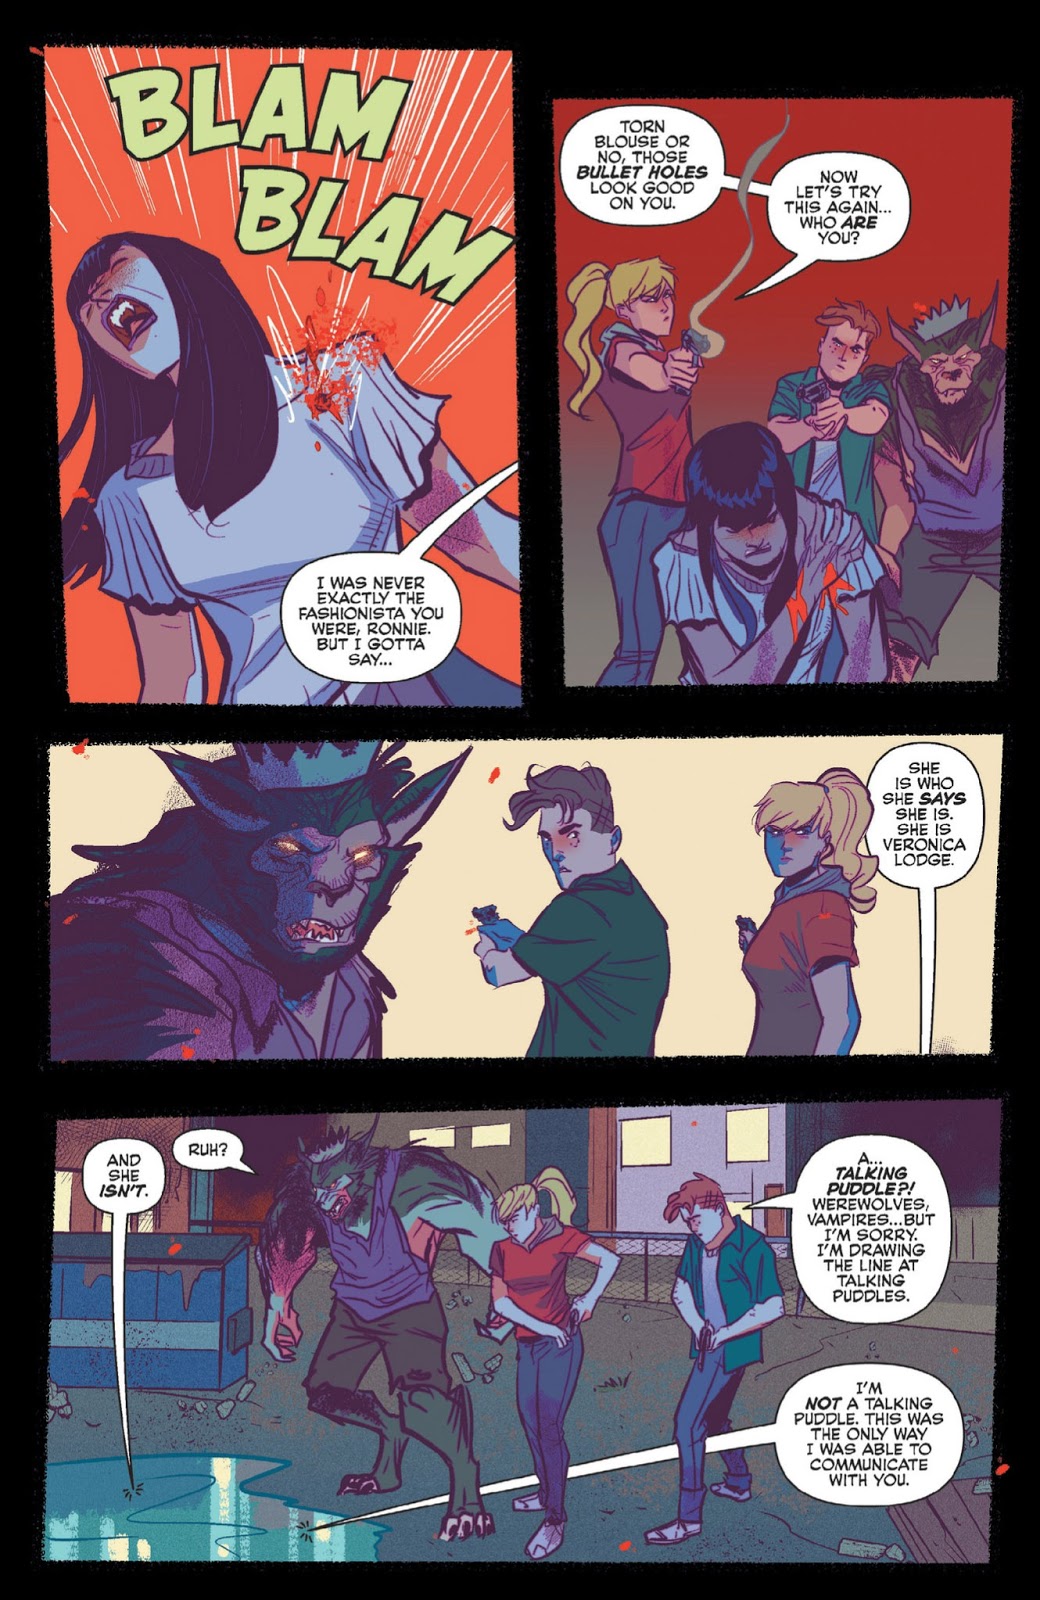 BLAM
BLAM
I WAS NEVER
EXACTLY THE
FASHIONISTA YOU
WERE, RONNIE.
BUT I GOTTA
SAY...
TORN
BLOUSE OR
NO, THOSE
BULLET HOLES
LOOK GOOD
ON YOU.
NOW
LET'S TRY
THIS AGAIN...
WHO ARE
YOU?
SHE
IS WHO
SHE SAYS
SHE IS.
SHE IS
VERONICA
LODGE.
AND
SHE
ISN'T.
RUH?
A...
TALKING
PUDDLE?!
WEREWOLVES,
VAMPIRES...BUT
I'M SORRY.
I'M DRAWING
THE LINE AT
TALKING
PUDDLES.
I'M
NOT A TALKING
PUDDLE. THIS WAS
THE ONLY WAY
I WAS ABLE TO
COMMUNICATE
WITH YOU.